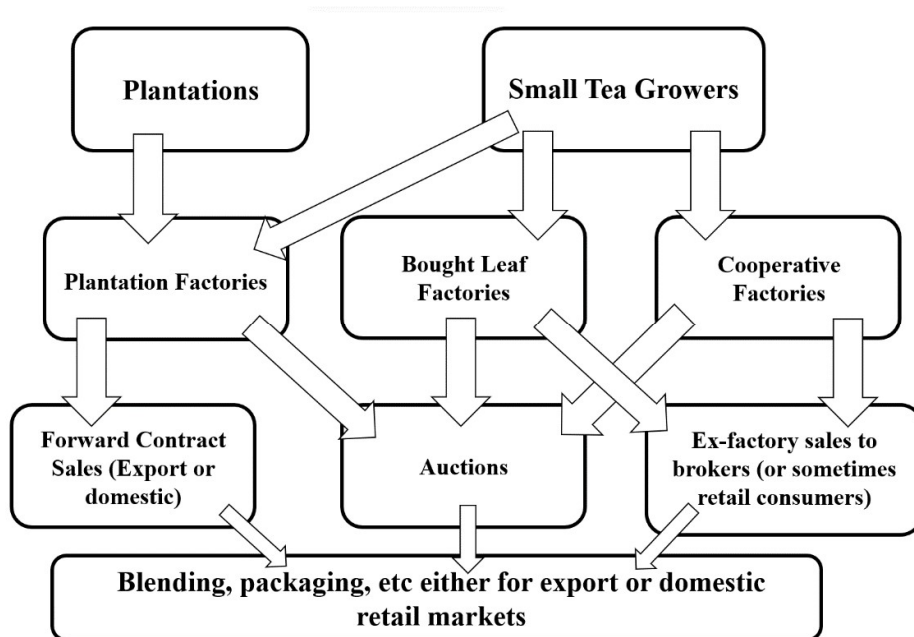 Plantations
Small Tea Growers
Plantation Factories
Bought Leaf
Factories
Cooperative
Factories
Forward Contract
Sales (Export or
domestic)
Auctions
Ex-factory sales to
brokers (or sometimes
retail consumers)
Blending, packaging, etc either for export or domestic
retail markets